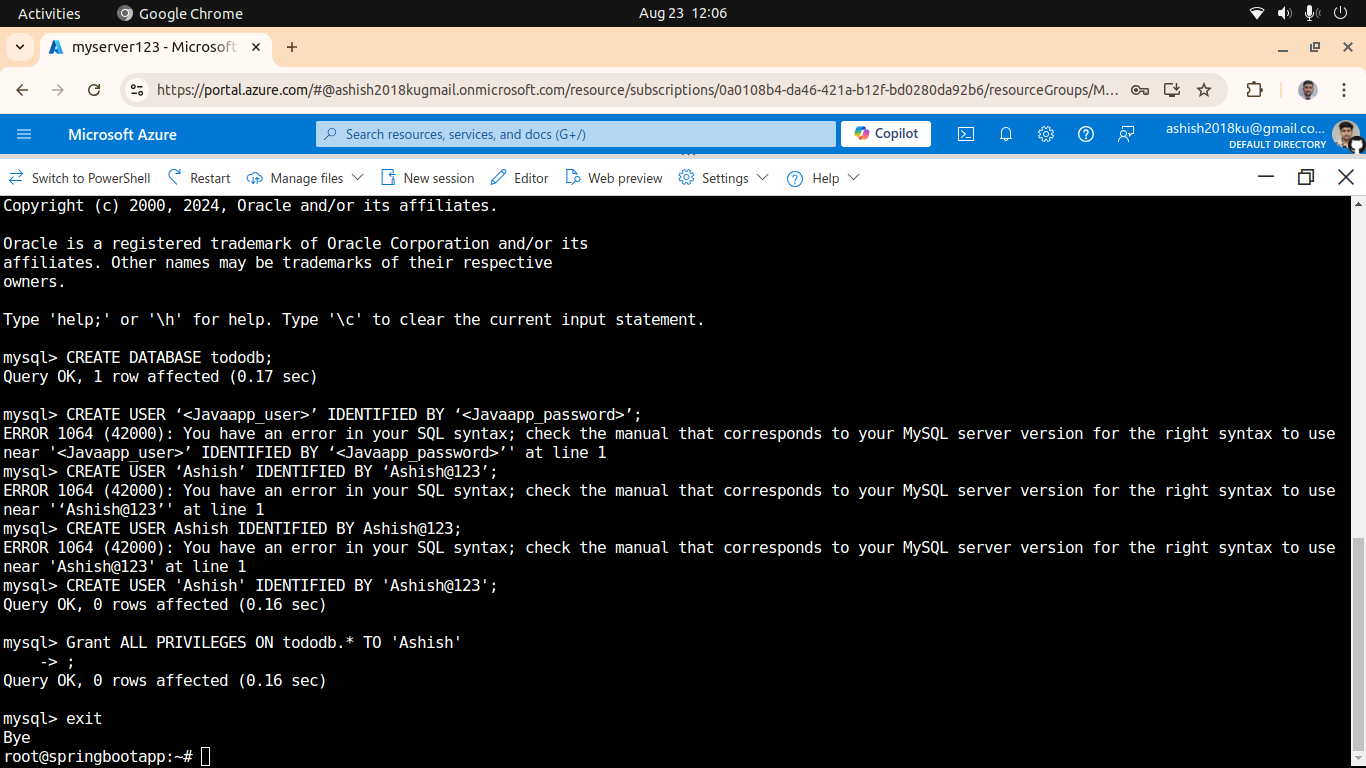 Activities Google Chrome Aug 23 12:06
myserver123 - Microsoft
https://portal.azure.com/#@ashish2018kugmail.onmicrosoft.com/resource/subscriptions/0a0108b4-da46-421a-b12f-bd0280da92b6/resourceGroups/M...
Microsoft Azure Search resources, services, and docs (G+/) Copilot ashish2018ku@gmail.co...
DEFAULT DIRECTORY
Switch to PowerShell Restart Manage files New session Editor Web preview Settings Help
Copyright (c) 2000, 2024, Oracle and/or its affiliates.
Oracle is a registered trademark of Oracle Corporation and/or its
affiliates. Other names may be trademarks of their respective
owners.
Type 'help;' or '\h' for help. Type '\c' to clear the current input statement.
mysql> CREATE DATABASE tododb;
Query OK, 1 row affected (0.17 sec)
mysql> CREATE USER ‘<Javaapp_user>’ IDENTIFIED BY ‘<Javaapp_password>’;
ERROR 1064 (42000): You have an error in your SQL syntax; check the manual that corresponds to your MySQL server version for the right syntax to use
near '<Javaapp_user>’ IDENTIFIED BY ‘<Javaapp_password>’' at line 1
mysql> CREATE USER ‘Ashish’ IDENTIFIED BY ‘Ashish@123’;
ERROR 1064 (42000): You have an error in your SQL syntax; check the manual that corresponds to your MySQL server version for the right syntax to use
near '‘Ashish@123’' at line 1
mysql> CREATE USER Ashish IDENTIFIED BY Ashish@123;
ERROR 1064 (42000): You have an error in your SQL syntax; check the manual that corresponds to your MySQL server version for the right syntax to use
near 'Ashish@123' at line 1
mysql> CREATE USER 'Ashish' IDENTIFIED BY 'Ashish@123';
Query OK, 0 rows affected (0.16 sec)
mysql> Grant ALL PRIVILEGES ON tododb.* TO 'Ashish'
-> ;
Query OK, 0 rows affected (0.16 sec)
mysql> exit
Bye
root@springbootapp:~#